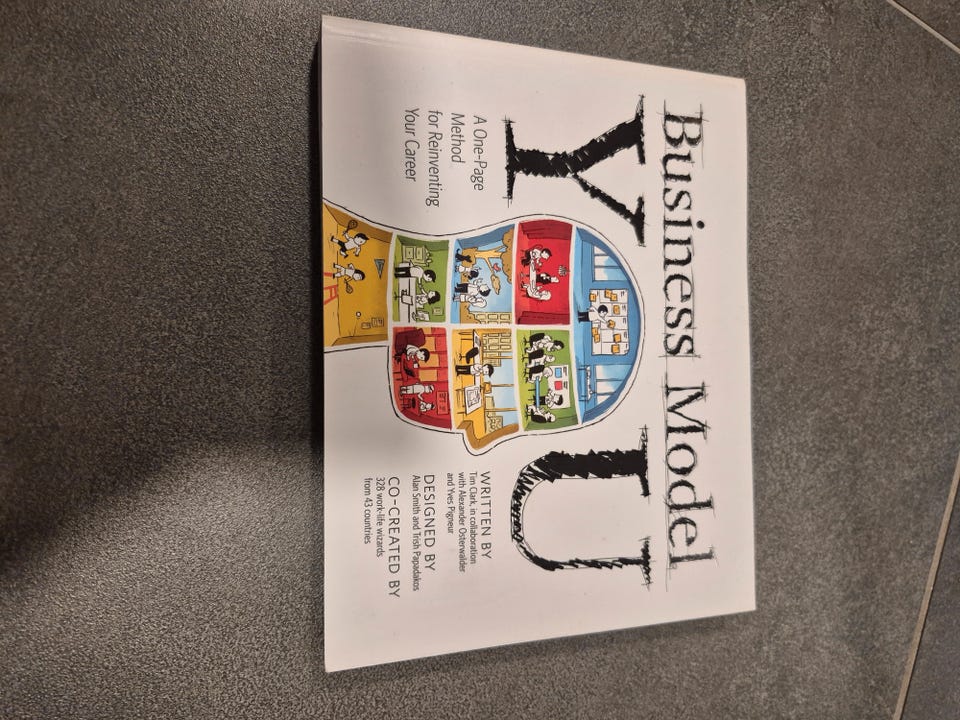 Business Model
Y U
A One-Page
Method
for Reinventing
Your Career
WRITTEN BY
Tim Clark, in collaboration
with Alexander Osterwalder
and Yves Pigneur
DESIGNED BY
Alan Smith and Trish Papadakos
CO-CREATED BY
328 work-life wizards
from 43 countries